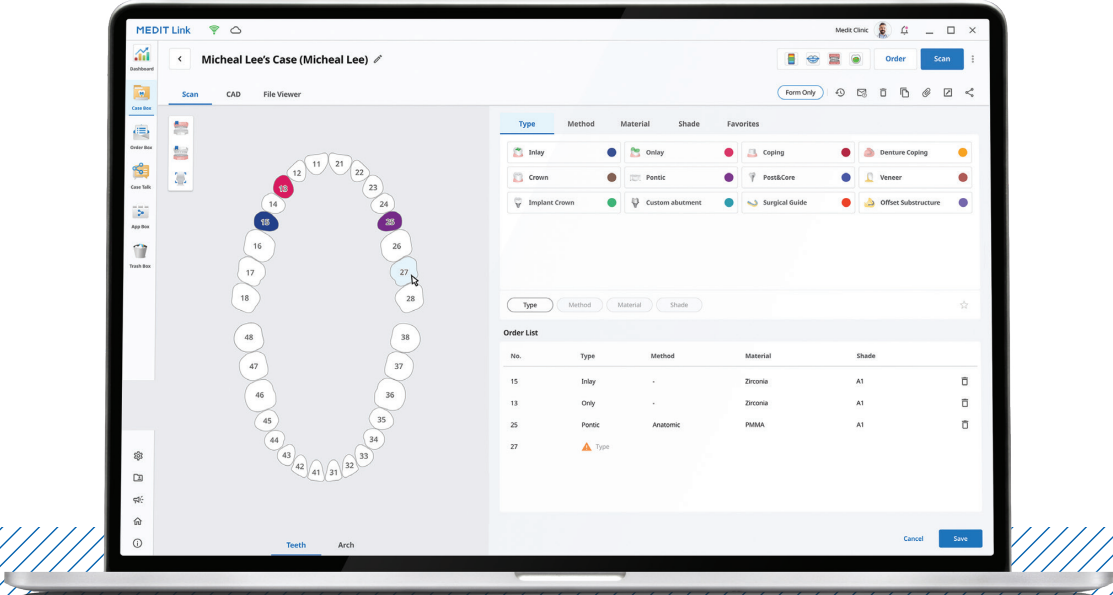 MEDIT Link
Medit Clinic
Dashboard
Case Box
Order Box
Case Talk
App Box
Trash Box
Micheal Lee's Case (Micheal Lee)
Order
Scan
Scan CAD File Viewer
Form Only
11 21
12 22
13 23
14 24
15 25
16 26
17 27
18 28
48 38
47 37
46 36
45 35
44 34
43 33
42 41 31 32
Teeth Arch
Type Method Material Shade Favorites
Inlay Onlay Coping Denture Coping
Crown Pontic Post&Core Veneer
Implant Crown Custom abutment Surgical Guide Offset Substructure
Type Method Material Shade
Order List
No. Type Method Material Shade
15 Inlay - Zirconia A1
13 Only - Zirconia A1
25 Pontic Anatomic PMMA A1
27 Type
Cancel Save